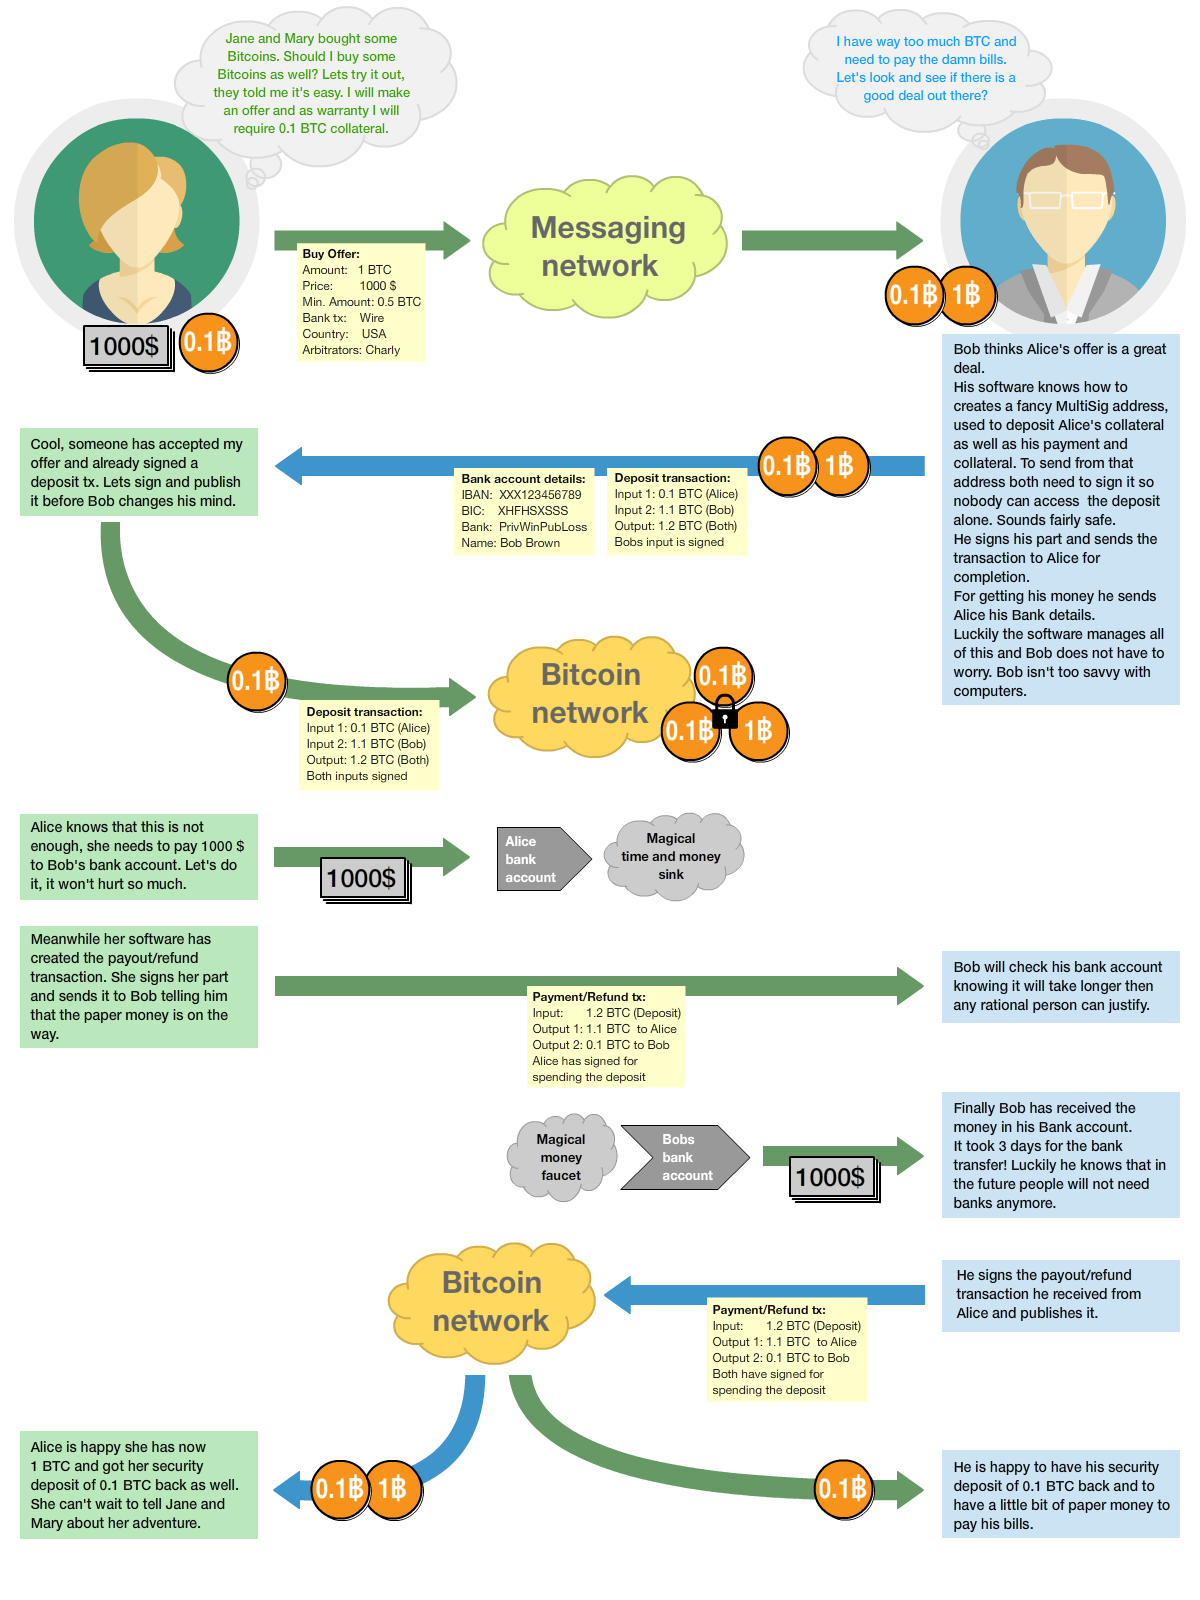 Jane and Mary bought some
Bitcoins. Should I buy some
Bitcoins as well? Lets try it out,
they told me it's easy. I will make
an offer and as warranty I will
require 0.1 BTC collateral.
I have way too much BTC and
need to pay the damn bills.
Let's look and see if there is a
good deal out there?
Messaging
network
Buy Offer:
Amount: 1 BTC
Price: 1000 $
Min. Amount: 0.5 BTC
Bank tx: Wire
Country: USA
Arbitrators: Charly
1000$
0.1฿
0.1฿
1฿
Bob thinks Alice's offer is a great
deal.
His software knows how to
creates a fancy MultiSig address,
used to deposit Alice's collateral
as well as his payment and
collateral. To send from that
address both need to sign it so
nobody can access the deposit
alone. Sounds fairly safe.
He signs his part and sends the
transaction to Alice for
completion.
For getting his money he sends
Alice his Bank details.
Luckily the software manages all
of this and Bob does not have to
worry. Bob isn't too savvy with
computers.
Cool, someone has accepted my
offer and already signed a
deposit tx. Lets sign and publish
it before Bob changes his mind.
0.1฿
1฿
Bank account details:
IBAN: XXX123456789
BIC: XHFHSXSSS
Bank: PrivWinPubLoss
Name: Bob Brown
Deposit transaction:
Input 1: 0.1 BTC (Alice)
Input 2: 1.1 BTC (Bob)
Output: 1.2 BTC (Both)
Bobs input is signed
0.1฿
Deposit transaction:
Input 1: 0.1 BTC (Alice)
Input 2: 1.1 BTC (Bob)
Output: 1.2 BTC (Both)
Both inputs signed
Bitcoin
network
0.1฿
0.1฿
1฿
Alice knows that this is not
enough, she needs to pay 1000 $
to Bob's bank account. Let's do
it, it won't hurt so much.
1000$
Alice
bank
account
Magical
time and money
sink
Meanwhile her software has
created the payout/refund
transaction. She signs her part
and sends it to Bob telling him
that the paper money is on the
way.
Payment/Refund tx:
Input: 1.2 BTC (Deposit)
Output 1: 1.1 BTC to Alice
Output 2: 0.1 BTC to Bob
Alice has signed for
spending the deposit
Bob will check his bank account
knowing it will take longer then
any rational person can justify.
Magical
money
faucet
Bobs
bank
account
1000$
Finally Bob has received the
money in his Bank account.
It took 3 days for the bank
transfer! Luckily he knows that in
the future people will not need
banks anymore.
Bitcoin
network
Payment/Refund tx:
Input: 1.2 BTC (Deposit)
Output 1: 1.1 BTC to Alice
Output 2: 0.1 BTC to Bob
Both have signed for
spending the deposit
He signs the payout/refund
transaction he received from
Alice and publishes it.
Alice is happy she has now
1 BTC and got her security
deposit of 0.1 BTC back as well.
She can't wait to tell Jane and
Mary about her adventure.
0.1฿
1฿
0.1฿
He is happy to have his security
deposit of 0.1 BTC back and to
have a little bit of paper money to
pay his bills.